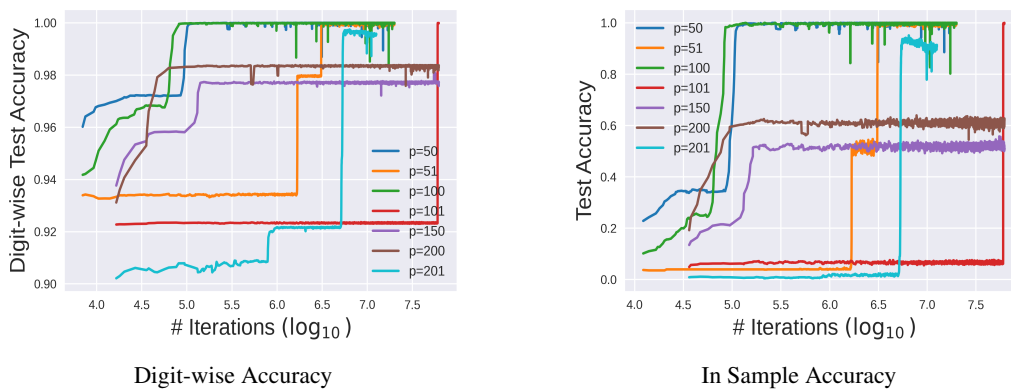 1.00
0.98
0.96
0.94
0.92
0.90
Digit-wise Test Accuracy
p=50
p=51
p=100
p=101
p=150
p=200
p=201
4.0 4.5 5.0 5.5 6.0 6.5 7.0 7.5
# Iterations (log10)
Digit-wise Accuracy
1.0
0.8
0.6
0.4
0.2
0.0
Test Accuracy
p=50
p=51
p=100
p=101
p=150
p=200
p=201
4.0 4.5 5.0 5.5 6.0 6.5 7.0 7.5
# Iterations (log10)
In Sample Accuracy